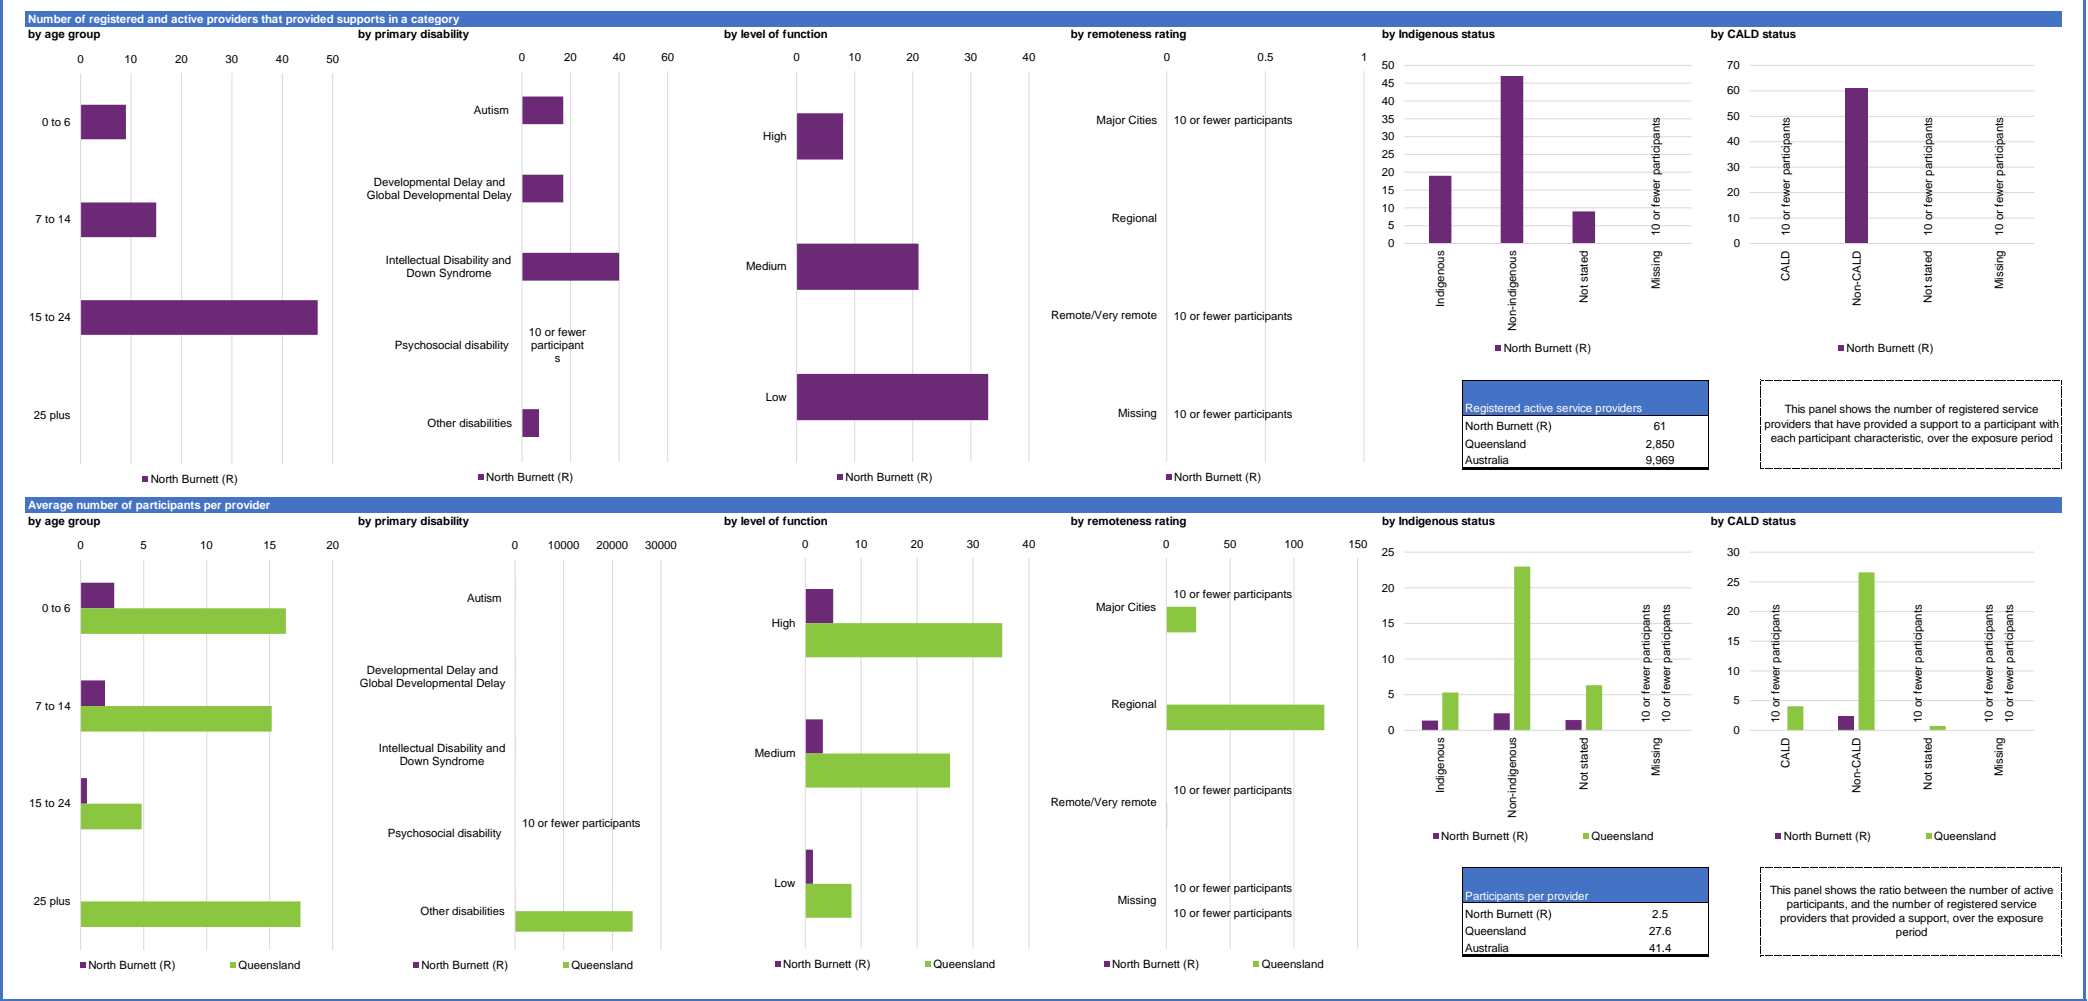 Number of registered and active providers that provided supports in a category
by age group
0 10 20 30 40 50
0 to 6
7 to 14
15 to 24
25 plus
North Burnett (R)
by primary disability
0 20 40 60
Autism
Developmental Delay and
Global Developmental Delay
Intellectual Disability and
Down Syndrome
Psychosocial disability
10 or fewer
participant
s
Other disabilities
North Burnett (R)
by level of function
0 10 20 30 40
High
Medium
Low
North Burnett (R)
by remoteness rating
0 0.5 1
Major Cities 10 or fewer participants
Regional
Remote/Very remote 10 or fewer participants
Missing 10 or fewer participants
North Burnett (R)
by Indigenous status
50
45
40
35
30
25
20
15
10
5
0
10 or fewer participants
Indigenous
Non-indigenous
Not stated
Missing
North Burnett (R)
by CALD status
70
60
50
40
30
20
10
0
10 or fewer participants
10 or fewer participants
10 or fewer participants
CALD
Non-CALD
Not stated
Missing
North Burnett (R)
Registered active service providers
North Burnett (R) 61
Queensland 2,850
Australia 9,969
This panel shows the number of registered service
providers that have provided a support to a participant with
each participant characteristic, over the exposure period
Average number of participants per provider
by age group
0 5 10 15 20
0 to 6
7 to 14
15 to 24
25 plus
North Burnett (R) Queensland
by primary disability
0 10000 20000 30000
Autism
Developmental Delay and
Global Developmental Delay
Intellectual Disability and
Down Syndrome
Psychosocial disability
10 or fewer participants
Other disabilities
North Burnett (R) Queensland
by level of function
0 10 20 30 40
High
Medium
Low
North Burnett (R) Queensland
by remoteness rating
0 50 100 150
10 or fewer participants
Major Cities
Regional
10 or fewer participants
Remote/Very remote
10 or fewer participants
Missing
10 or fewer participants
North Burnett (R) Queensland
by Indigenous status
25
20
15
10
5
0
10 or fewer participants
10 or fewer participants
Indigenous
Non-indigenous
Not stated
Missing
North Burnett (R) Queensland
by CALD status
30
25
20
15
10
5
0
10 or fewer participants
10 or fewer participants
10 or fewer participants
10 or fewer participants
CALD
Non-CALD
Not stated
Missing
North Burnett (R) Queensland
Participants per provider
North Burnett (R) 2.5
Queensland 27.6
Australia 41.4
This panel shows the ratio between the number of active
participants, and the number of registered service
providers that provided a support, over the exposure
period